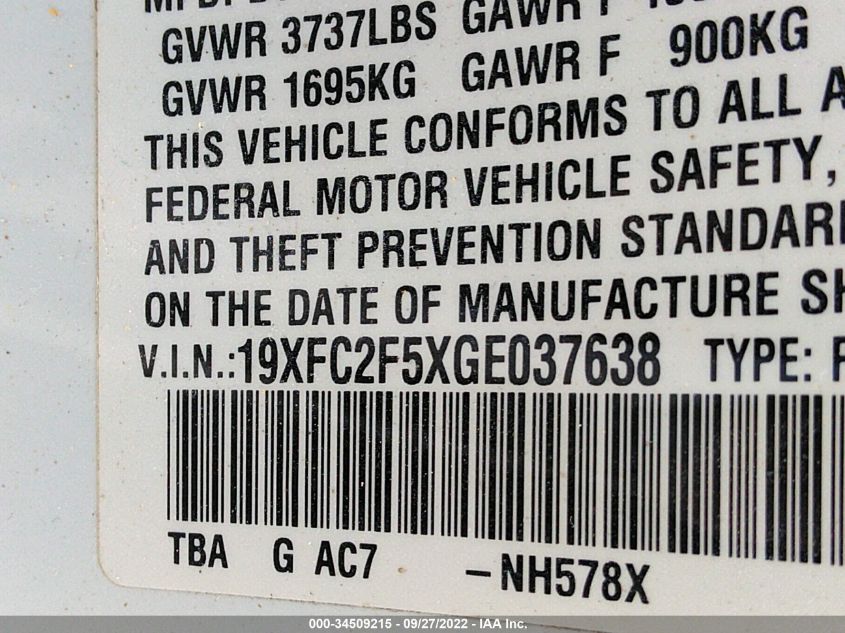 GVWR 3737LBS GAWR F
GVWR 1695KG GAWR F 900KG
THIS VEHICLE CONFORMS TO ALL A
FEDERAL MOTOR VEHICLE SAFETY,
AND THEFT PREVENTION STANDAR
ON THE DATE OF MANUFACTURE SH
V.I.N.:19XFC2F5XGE037638 TYPE: P
TBA G AC7 -NH578X
000-34509215 - 09/27/2022 - IAA Inc.